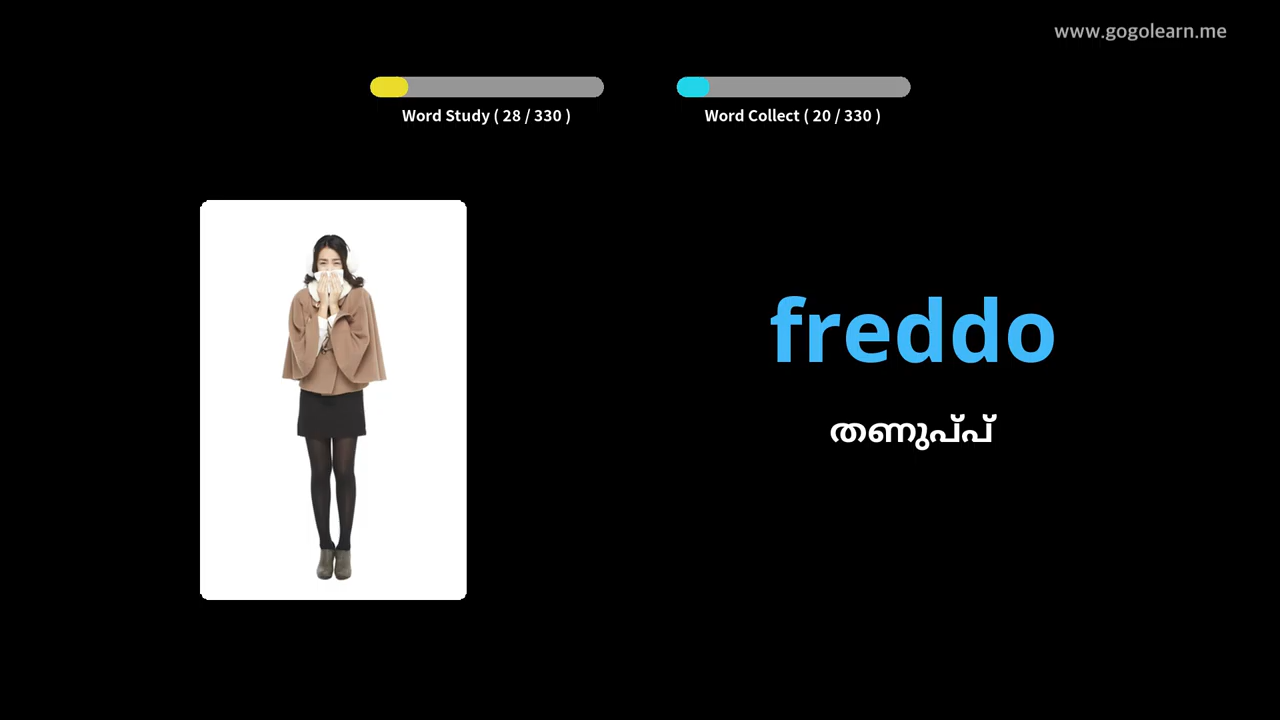 www.gogolearn.me
Word Study ( 28 / 330 )
Word Collect ( 20 / 330 )
freddo
തണുപ്പ്